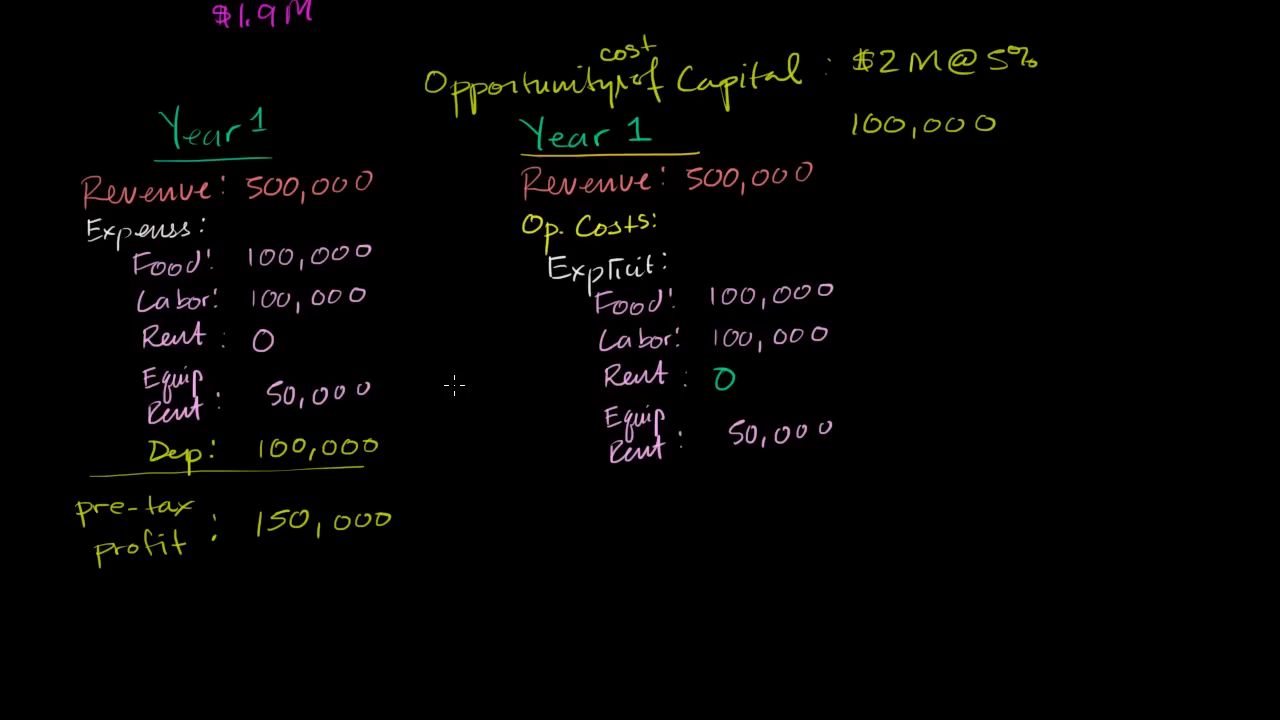 $1.9M
cost
Opportunity of Capital : $2 M @ 5%
100,000
Year 1
Revenue: 500,000
Expenss:
Food: 100,000
Labor: 100,000
Rent : 0
Equip
Rent : 50,000
Dep: 100,000
pre-tax
profit : 150,000
Year 1
Revenue: 500,000
Op. Costs:
Explicit:
Food: 100,000
Labor: 100,000
Rent : 0
Equip
Rent : 50,000